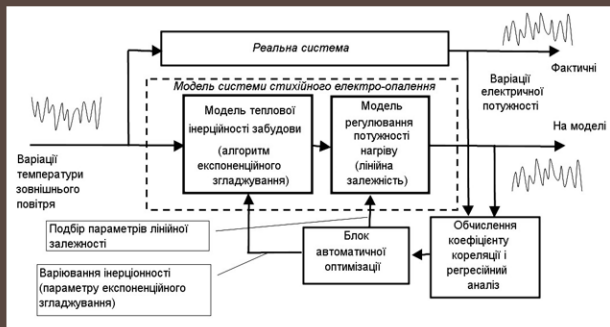 Реальна система
Фактичні
Модель системи стихійного електро-опалення
Варіації
електричної
потужності
Модель теплової
інерційності забудови
(алгоритм
експоненційного
згладжування)
Модель
регулювання
потужності
нагріву
(лінійна
залежність)
На моделі
Варіації
температури
зовнішнього
повітря
Подбір параметрів лінійної
залежності
Блок
автоматичної
оптимізації
Обчислення
коефіцієнту
кореляції і
регресійний
аналіз
Варіювання інерціонності
(параметру експоненційного
згладжування)